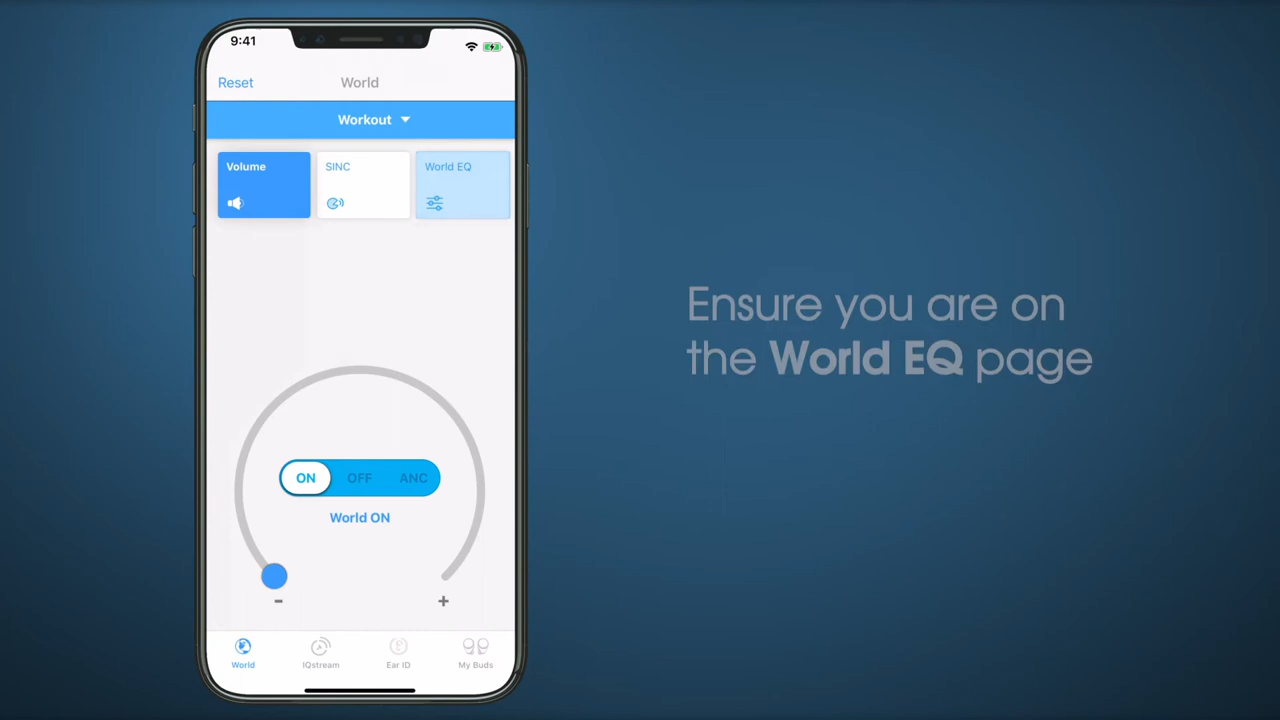 9:41
Reset World
Workout
Volume SINC World EQ
Ensure you are on
the World EQ page
ON OFF ANC
World ON
- +
World IQstream Ear ID My Buds